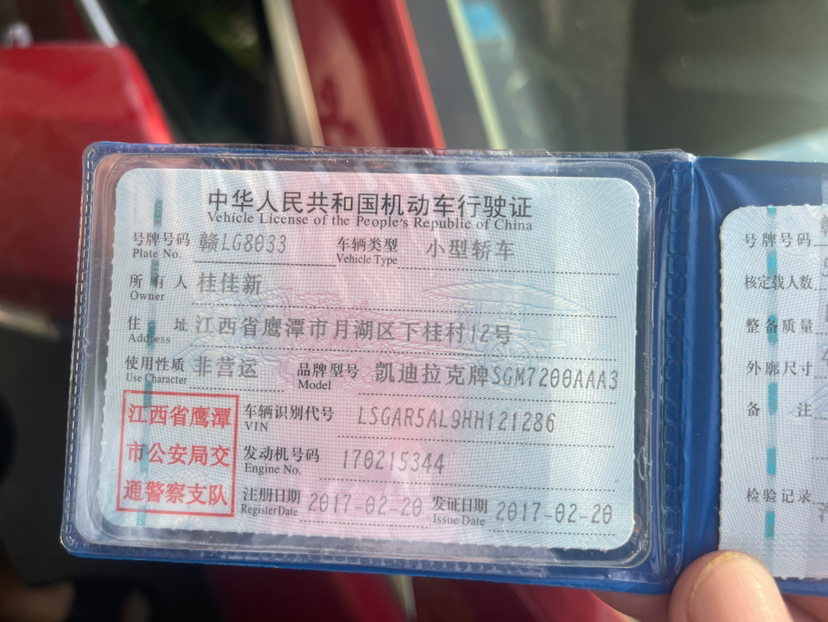 中华人民共和国机动车行驶证
Vehicle License of the People's Republic of China
号牌号码 赣LG8033 车辆类型 小型轿车
Plate No. Vehicle Type
所有人 桂佳新
Owner
住址 江西省鹰潭市月湖区下桂村12号
Address
使用性质 非营运 品牌型号 凯迪拉克牌SGM7200AAA3
Use Character Model
江西省鹰潭
市公安局交
通警察支队
车辆识别代号 LSGAR5AL9HH121286
VIN
发动机号码 170215344
Engine No.
注册日期 2017-02-20 发证日期 2017-02-20
Register Date Issue Date
号牌号码
核定载人数
整备质量
外廓尺寸
备注
检验记录